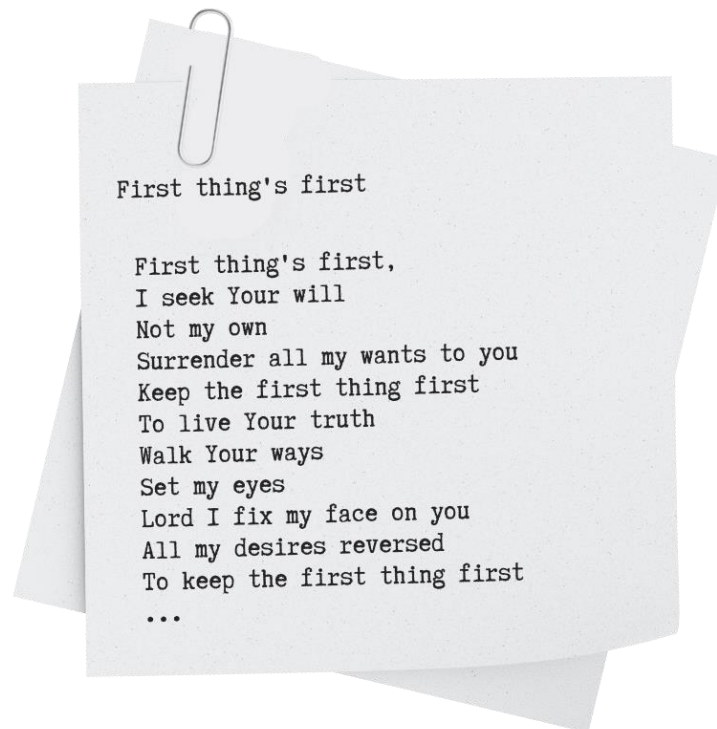 First thing's first
First thing's first,
I seek Your will
Not my own
Surrender all my wants to you
Keep the first thing first
To live Your truth
Walk Your ways
Set my eyes
Lord I fix my face on you
All my desires reversed
To keep the first thing first
...